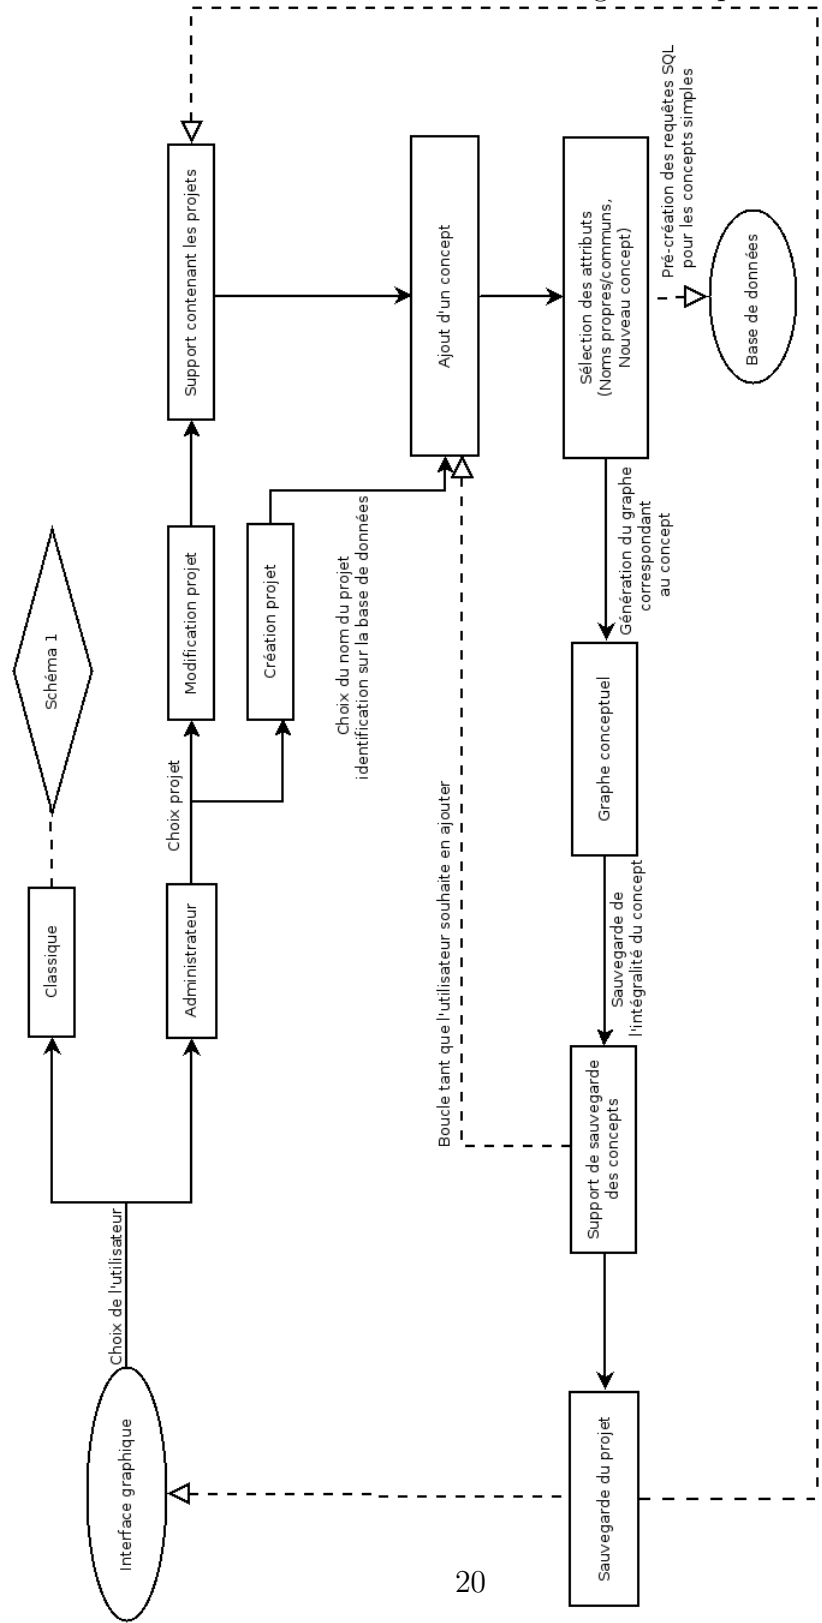 Interface graphique
Choix de l'utilisateur
Classique
Schéma 1
Administrateur
Choix projet
Modification projet
Création projet
Choix du nom du projet
identification sur la base de données
Support contenant les projets
Ajout d'un concept
Sélection des attributs
(Noms propres/communs,
Nouveau concept)
Pré-création des requêtes SQL
pour les concepts simples
Base de données
Génération du graphe
correspondant
au concept
Graphe conceptuel
Sauvegarde de
l'intégralité du concept
Support de sauvegarde
des concepts
Boucle tant que l'utilisateur souhaite en ajouter
Sauvegarde du projet
20